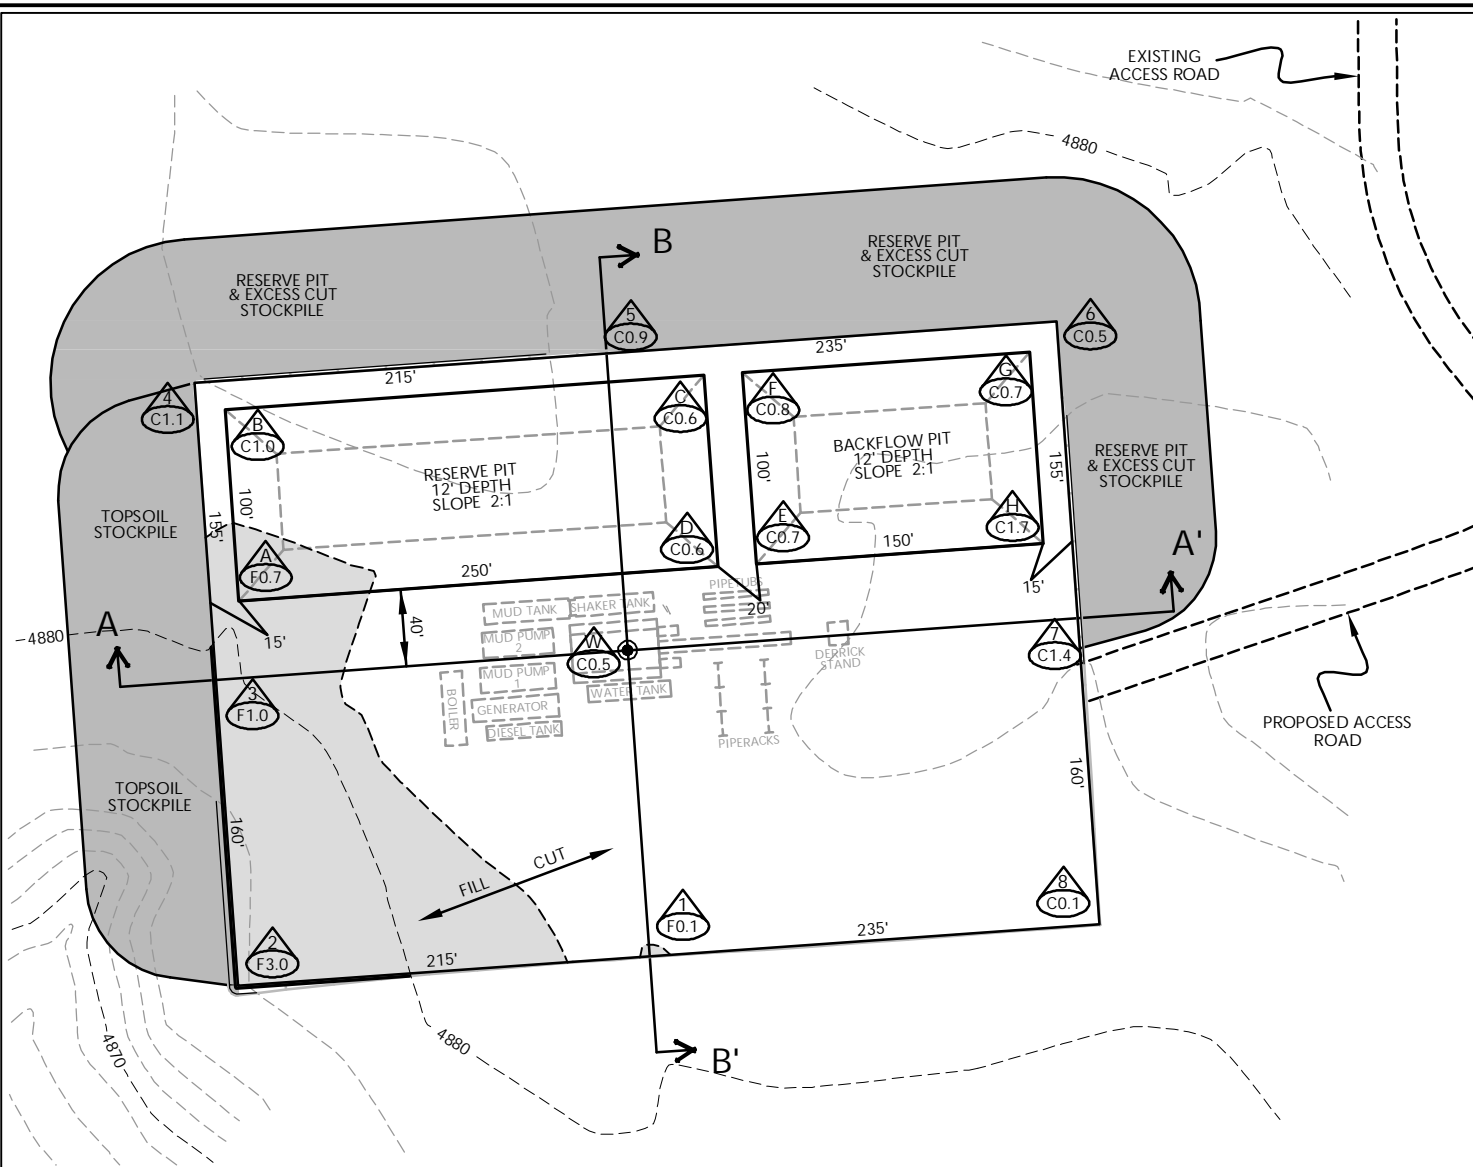 EXISTING
ACCESS ROAD
4880
B
RESERVE PIT
& EXCESS CUT
STOCKPILE
RESERVE PIT
& EXCESS CUT
STOCKPILE
5
C0.9
6
C0.5
235'
215'
4
C1.1
B
C1.0
C
C0.6
F
C0.8
G
C0.7
RESERVE PIT
12' DEPTH
SLOPE 2:1
BACKFLOW PIT
12' DEPTH
SLOPE 2:1
100'
155'
100'
155'
RESERVE PIT
& EXCESS CUT
STOCKPILE
TOPSOIL
STOCKPILE
A
F0.7
D
C0.6
E
C0.7
H
C1.7
250'
150'
A'
15'
20'
15'
40'
4880
A
PIPETUBS
MUD TANK
SHAKER TANK
MUD PUMP
2
W
C0.5
DERRICK
STAND
7
C1.4
MUD PUMP
1
WATER TANK
BOILER
GENERATOR
DIESEL TANK
PIPERACKS
3
F1.0
PROPOSED ACCESS
ROAD
TOPSOIL
STOCKPILE
160'
160'
CUT
FILL
1
F0.1
8
C0.1
2
F3.0
215'
235'
4870
4880
B'